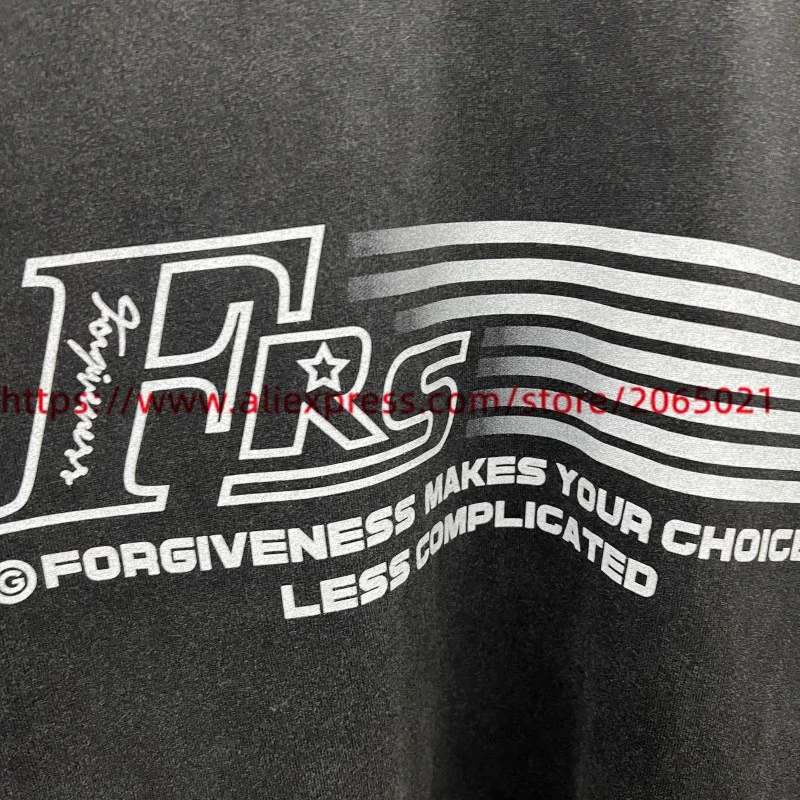 FRS
Forgiveness
https://www.aliexpress.com/store/2065021
G FORGIVENESS MAKES YOUR CHOICE
LESS COMPLICATED